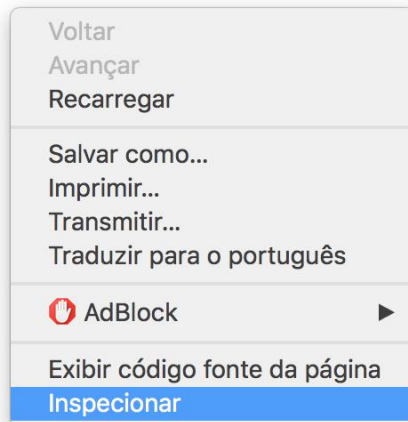 Voltar
Avançar
Recarregar
Salvar como...
Imprimir...
Transmitir...
Traduzir para o português
AdBlock
Exibir código fonte da página
Inspecionar